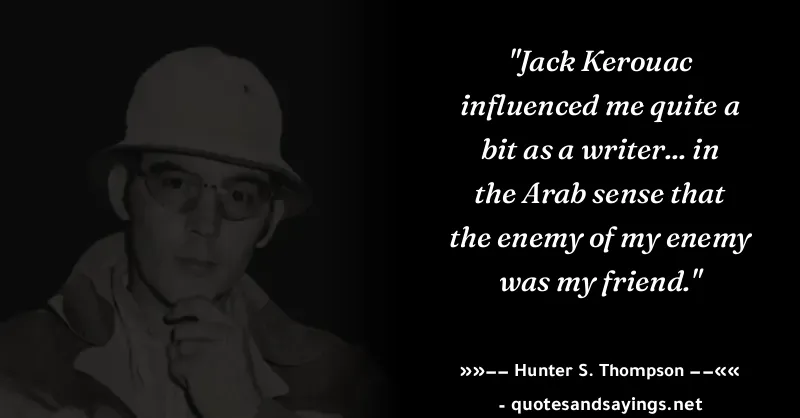 "Jack Kerouac
influenced me quite a
bit as a writer... in
the Arab sense that
the enemy of my enemy
was my friend."
»»−− Hunter S. Thompson −−««
- quotesandsayings.net